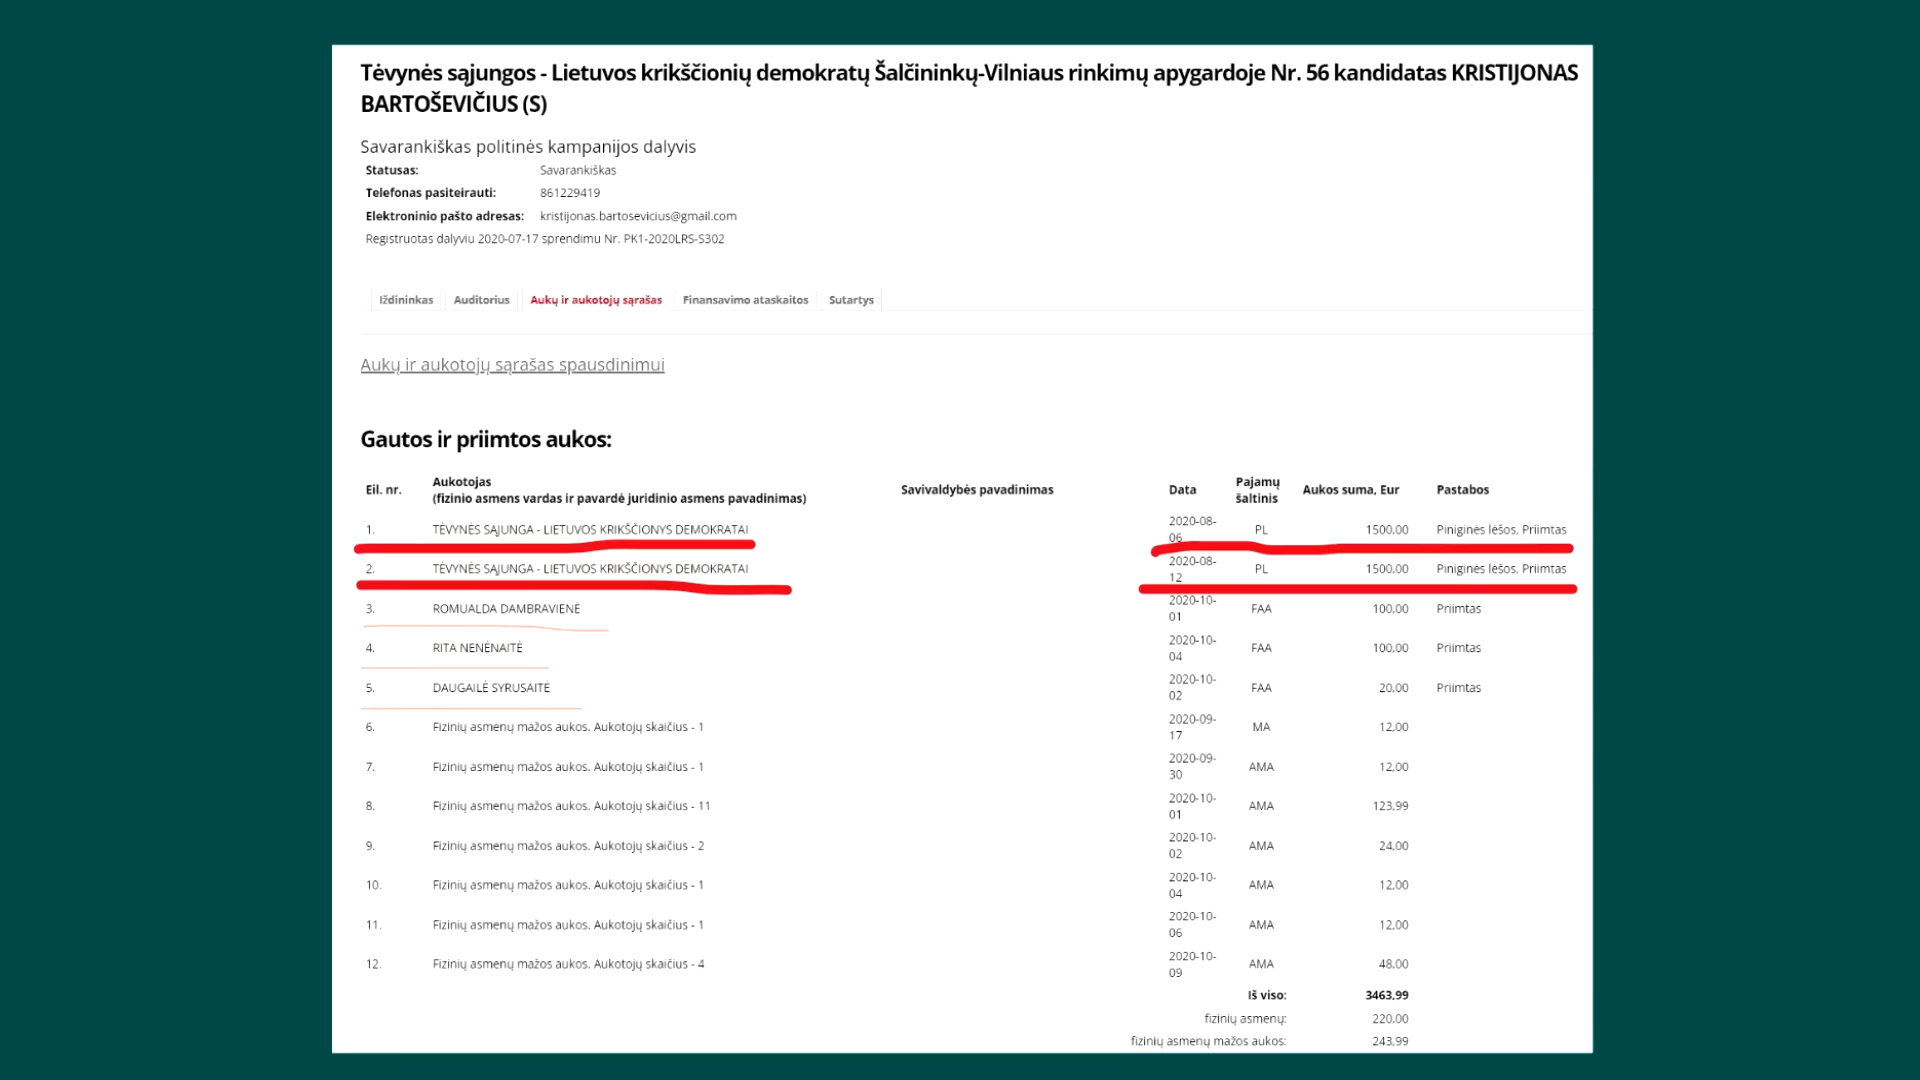 Tėvynės sąjungos - Lietuvos krikščionių demokratų Šalčininkų-Vilniaus rinkimų apygardoje Nr. 56 kandidatas KRISTIJONAS
BARTOŠEVIČIUS (S)
Savarankiškas politinės kampanijos dalyvis
Statusas: Savarankiškas
Telefonas pasiteirauti: 861229419
Elektroninio pašto adresas: kristijonas.bartosevicius@gmail.com
Registruotas dalyviu 2020-07-17 sprendimu Nr. PK1-2020LRS-S302
Iždininkas Auditorius Aukų ir aukotojų sąrašas Finansavimo ataskaitos Sutartys
Aukų ir aukotojų sąrašas spausdinimui
Gautos ir priimtos aukos:
Eil. nr. Aukotojas (fizinio asmens vardas ir pavardė juridinio asmens pavadinimas) Savivaldybės pavadinimas Data Pajamų šaltinis Aukos suma, Eur Pastabos
1. TĖVYNĖS SĄJUNGA - LIETUVOS KRIKŠČIONYS DEMOKRATAI 2020-08-06 PL 1500,00 Piniginės lėšos. Priimtas
2. TĖVYNĖS SĄJUNGA - LIETUVOS KRIKŠČIONYS DEMOKRATAI 2020-08-12 PL 1500,00 Piniginės lėšos. Priimtas
3. ROMUALDA DAMBRAVIENĖ 2020-10-01 FAA 100,00 Priimtas
4. RITA NENĖNAITĖ 2020-10-04 FAA 100,00 Priimtas
5. DAUGAILĖ SYRUSAITĖ 2020-10-02 FAA 20,00 Priimtas
6. Fizinių asmenų mažos aukos. Aukotojų skaičius - 1 2020-09-17 MA 12,00
7. Fizinių asmenų mažos aukos. Aukotojų skaičius - 1 2020-09-30 AMA 12,00
8. Fizinių asmenų mažos aukos. Aukotojų skaičius - 11 2020-10-01 AMA 123,99
9. Fizinių asmenų mažos aukos. Aukotojų skaičius - 2 2020-10-02 AMA 24,00
10. Fizinių asmenų mažos aukos. Aukotojų skaičius - 1 2020-10-04 AMA 12,00
11. Fizinių asmenų mažos aukos. Aukotojų skaičius - 1 2020-10-06 AMA 12,00
12. Fizinių asmenų mažos aukos. Aukotojų skaičius - 4 2020-10-09 AMA 48,00
Iš viso: 3463,99
fizinių asmenų: 220,00
fizinių asmenų mažos aukos: 243,99